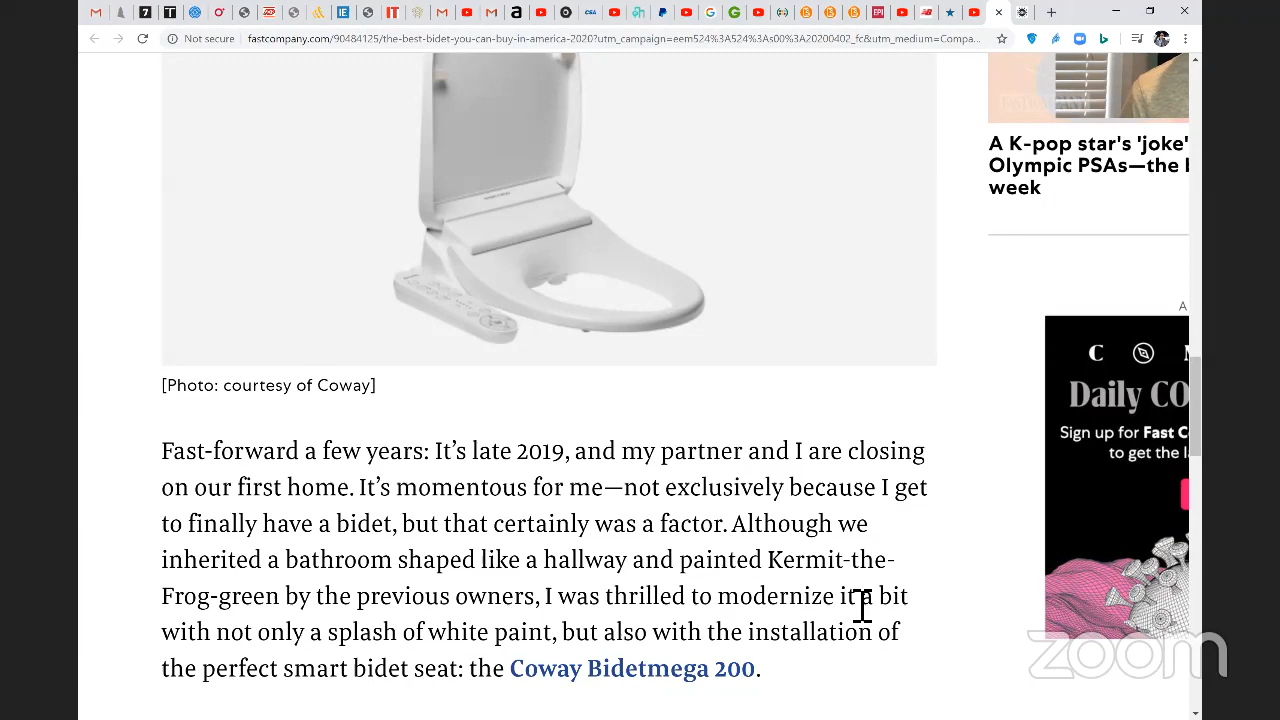 Not secure | fastcompany.com/90484125/the-best-bidet-you-can-buy-in-america-2020?utm_campaign=eem524%3A524%3As00%3A20200402_fc&utm_medium=Compa...
A K-pop star's 'joke'
Olympic PSAs—the b
week
[Photo: courtesy of Coway]
Fast-forward a few years: It’s late 2019, and my partner and I are closing
on our first home. It’s momentous for me—not exclusively because I get
to finally have a bidet, but that certainly was a factor. Although we
inherited a bathroom shaped like a hallway and painted Kermit-the-
Frog-green by the previous owners, I was thrilled to modernize it a bit
with not only a splash of white paint, but also with the installation of
the perfect smart bidet seat: the Coway Bidetmega 200.
A
C
Daily CO
Sign up for Fast C
to get the la
zoom